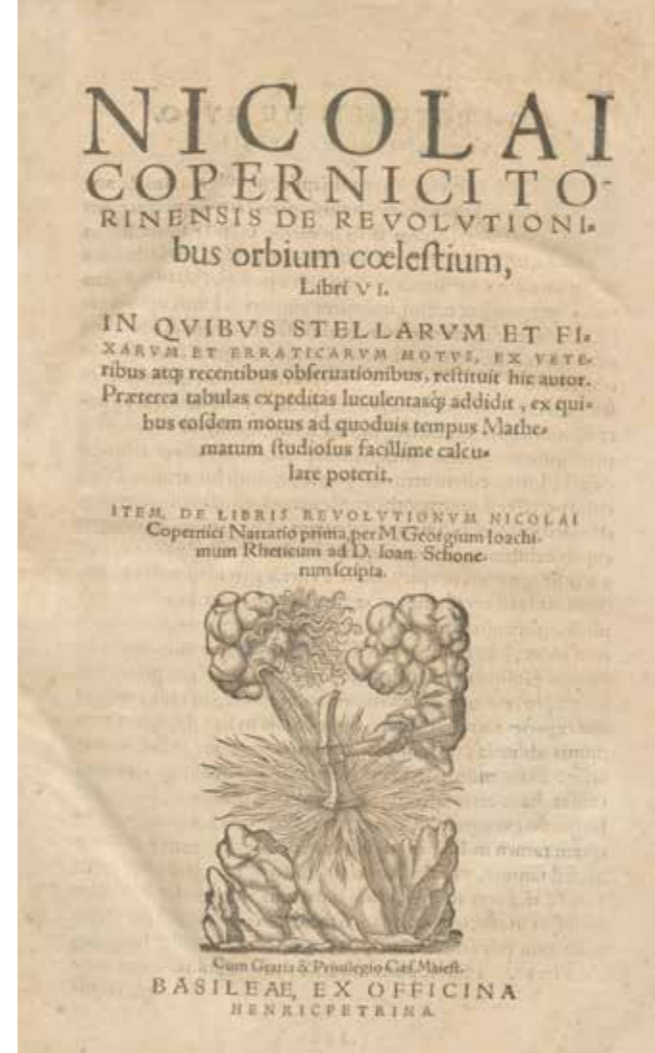 NICOLAI
COPERNICI TO-
RINENSIS DE REVOLVTIONI-
bus orbium cœleſtium,
Libri VI.
IN QVIBVS STELLARVM ET FI-
XARVM ET ERRATICARVM MOTVS, EX VETE-
ribus atqꝫ recentibus obſeruationibus, reſtituit hic autor.
Præterea tabulas expeditas luculentasqꝫ addidit, ex qui-
bus eoſdem motus ad quoduis tempus Mathe-
matum ſtudioſus facillime calcu-
lare poterit.
ITEM, DE LIBRIS REVOLVTIONVM NICOLAI
Copernici Narratio prima, per M. Georgium Ioachi-
mum Rheticum ad D. Ioan. Schone-
rum ſcripta.
Cum Gratia & Priuilegio Cæſ. Maieſt.
BASILEAE, EX OFFICINA
HENRICPETRINA.